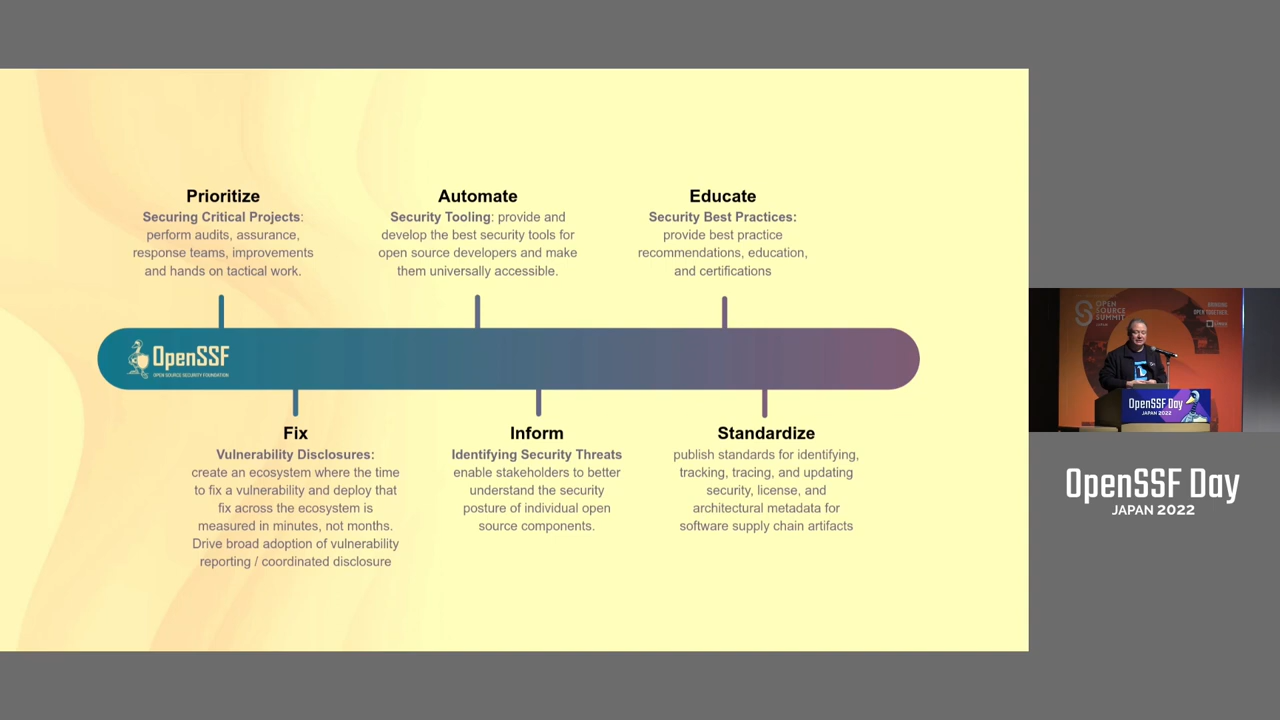 Prioritize
Securing Critical Projects:
perform audits, assurance,
response teams, improvements
and hands on tactical work.
Automate
Security Tooling: provide and
develop the best security tools for
open source developers and make
them universally accessible.
Educate
Security Best Practices:
provide best practice
recommendations, education,
and certifications
OpenSSF
OPEN SOURCE SECURITY FOUNDATION
Fix
Vulnerability Disclosures:
create an ecosystem where the time
to fix a vulnerability and deploy that
fix across the ecosystem is
measured in minutes, not months.
Drive broad adoption of vulnerability
reporting / coordinated disclosure
Inform
Identifying Security Threats
enable stakeholders to better
understand the security
posture of individual open
source components.
Standardize
publish standards for identifying,
tracking, tracing, and updating
security, license, and
architectural metadata for
software supply chain artifacts
OPEN
SOURCE
SUMMIT
OpenSSF Day
JAPAN 2022
OpenSSF Day
JAPAN 2022